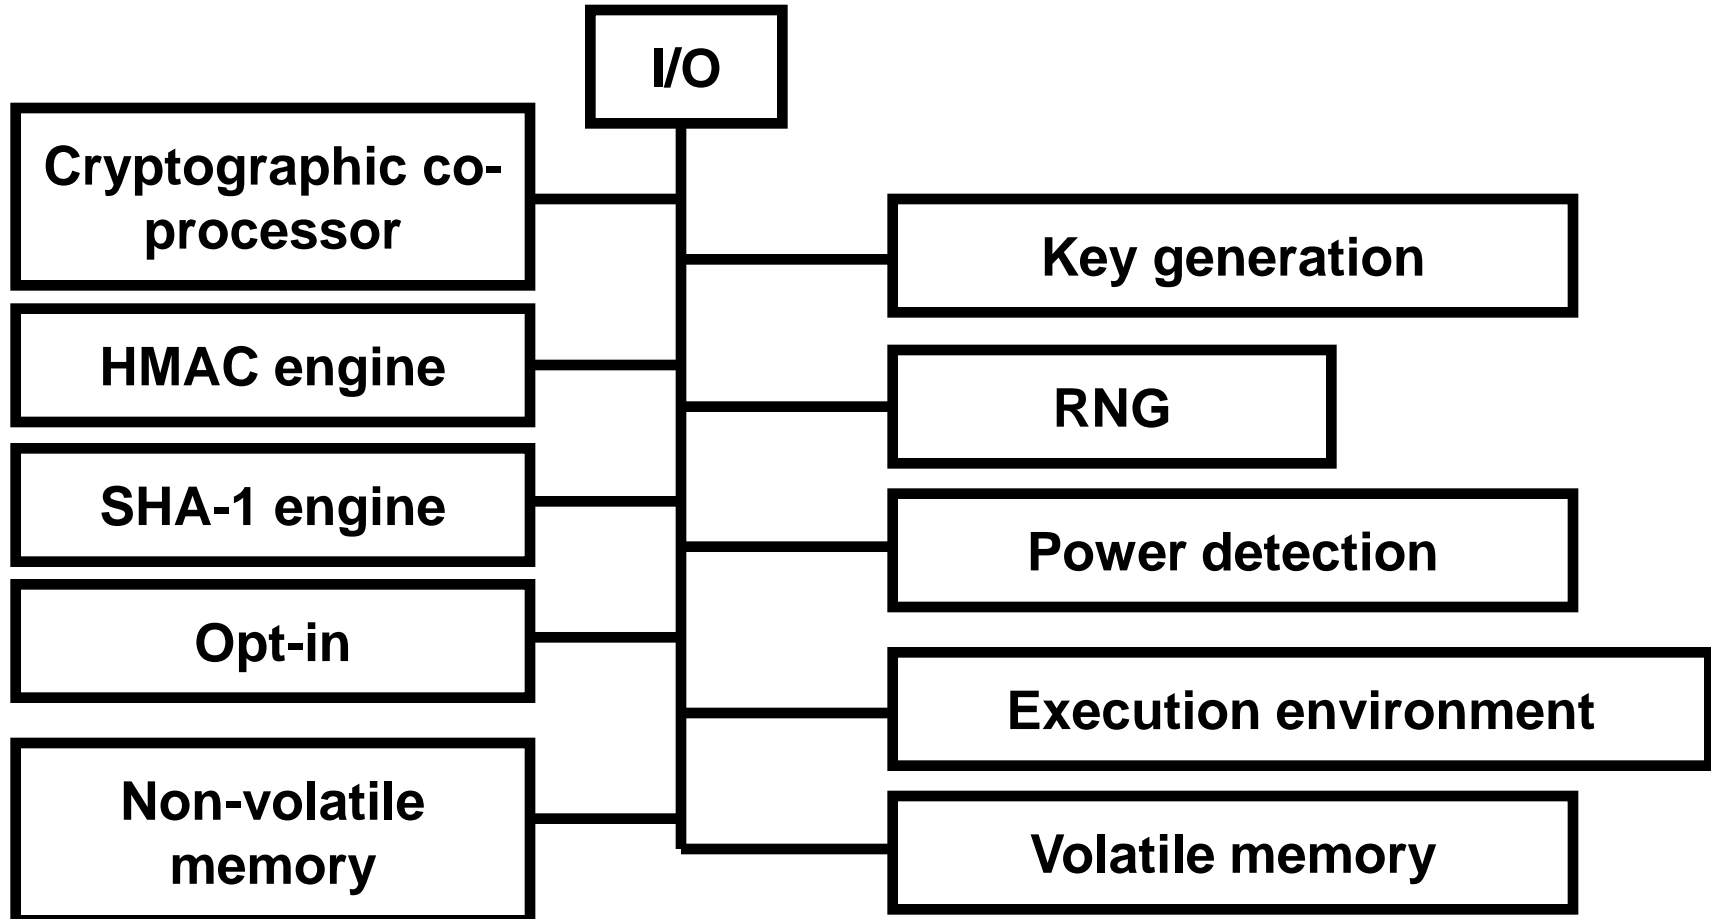 I/O
Cryptographic co-
processor
HMAC engine
SHA-1 engine
Opt-in
Non-volatile
memory
Key generation
RNG
Power detection
Execution environment
Volatile memory